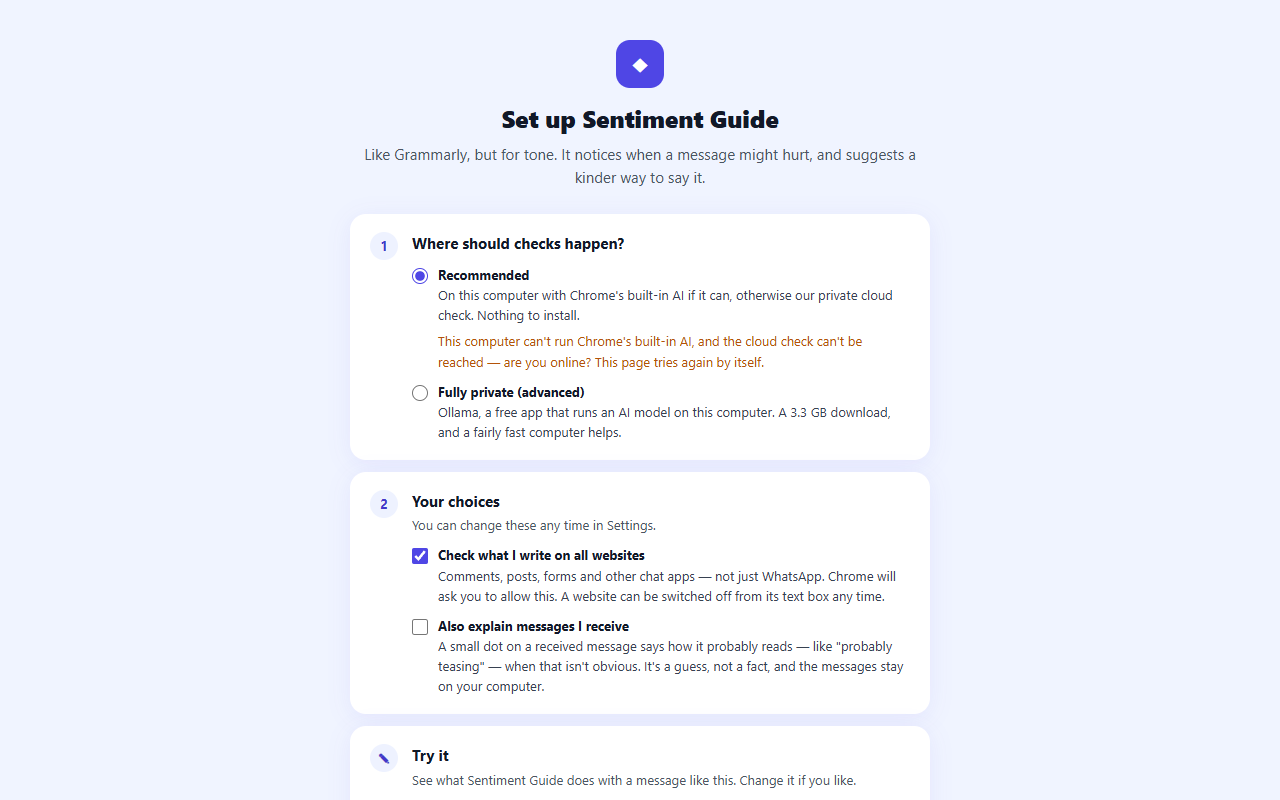 Set up Sentiment Guide
Like Grammarly, but for tone. It notices when a message might hurt, and suggests a
kinder way to say it.
1
Where should checks happen?
Recommended
On this computer with Chrome's built-in AI if it can, otherwise our private cloud
check. Nothing to install.
This computer can't run Chrome's built-in AI, and the cloud check can't be
reached — are you online? This page tries again by itself.
Fully private (advanced)
Ollama, a free app that runs an AI model on this computer. A 3.3 GB download,
and a fairly fast computer helps.
2
Your choices
You can change these any time in Settings.
Check what I write on all websites
Comments, posts, forms and other chat apps — not just WhatsApp. Chrome will
ask you to allow this. A website can be switched off from its text box any time.
Also explain messages I receive
A small dot on a received message says how it probably reads — like "probably
teasing" — when that isn't obvious. It's a guess, not a fact, and the messages stay
on your computer.
Try it
See what Sentiment Guide does with a message like this. Change it if you like.